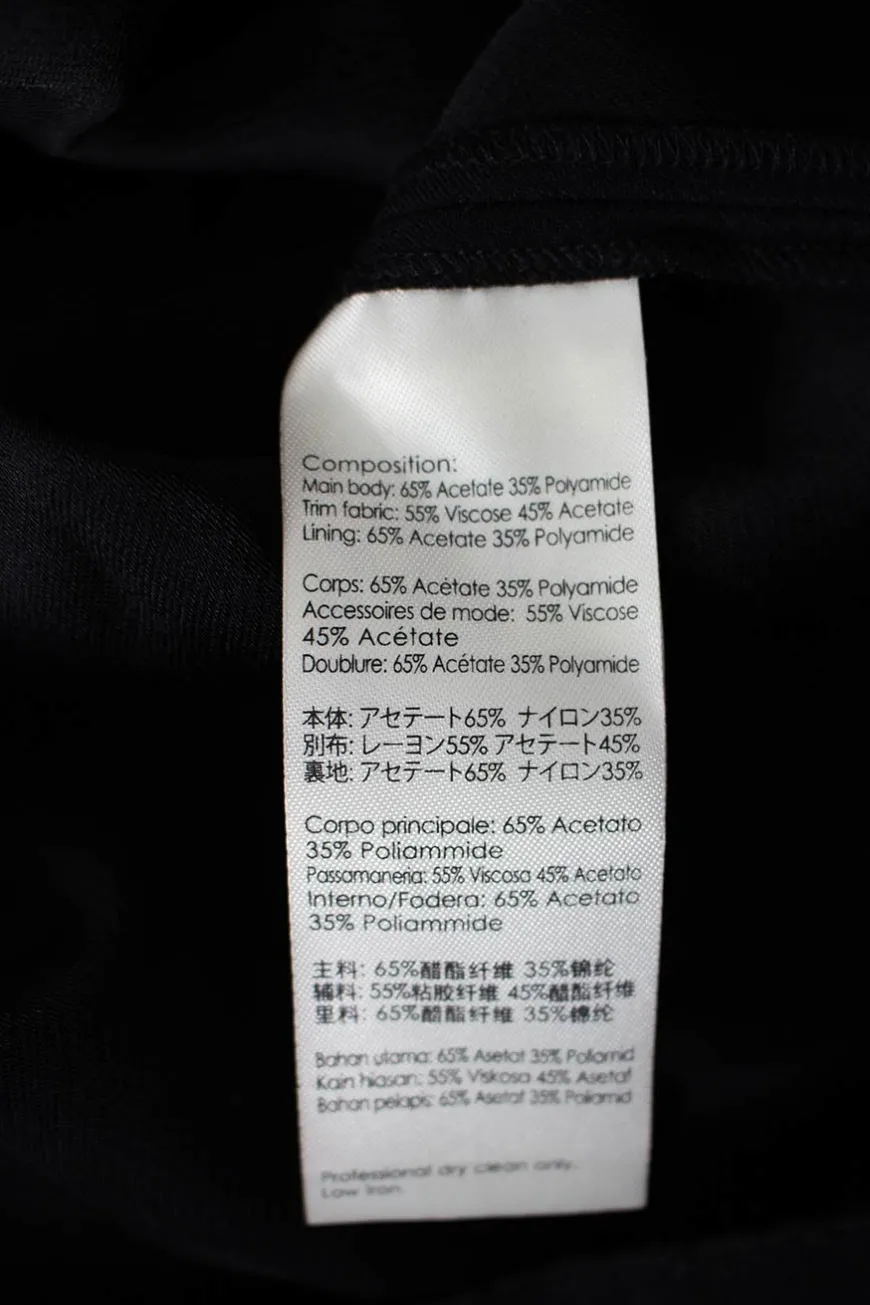 Composition:
Main body: 65% Acetate 35% Polyamide
Trim fabric: 55% Viscose 45% Acetate
Lining: 65% Acetate 35% Polyamide
Corps: 65% Acétate 35% Polyamide
Accessoires de mode: 55% Viscose
45% Acétate
Doublure: 65% Acétate 35% Polyamide
本体: アセテート65% ナイロン35%
別布: レーヨン55% アセテート45%
裏地: アセテート65% ナイロン35%
Corpo principale: 65% Acetato
35% Poliammide
Passamaneria: 55% Viscosa 45% Acetato
Interno/Fodera: 65% Acetato
35% Poliammide
主料: 65%醋酯纤维 35%锦纶
辅料: 55%粘胶纤维 45%醋酯纤维
里料: 65%醋酯纤维 35%锦纶
Bahan utama: 65% Asetat 35% Poliamid
Kain hiasan: 55% Viskosa 45% Asetat
Bahan pelapis: 65% Asetat 35% Poliamid
Professional dry clean only.
Low iron.